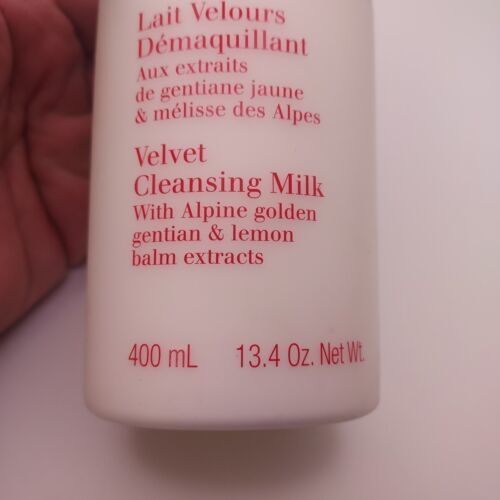 Lait Velours
Démaquillant
Aux extraits
de gentiane jaune
& mélisse des Alpes
Velvet
Cleansing Milk
With Alpine golden
gentian & lemon
balm extracts
400 mL 13.4 Oz. Net Wt.